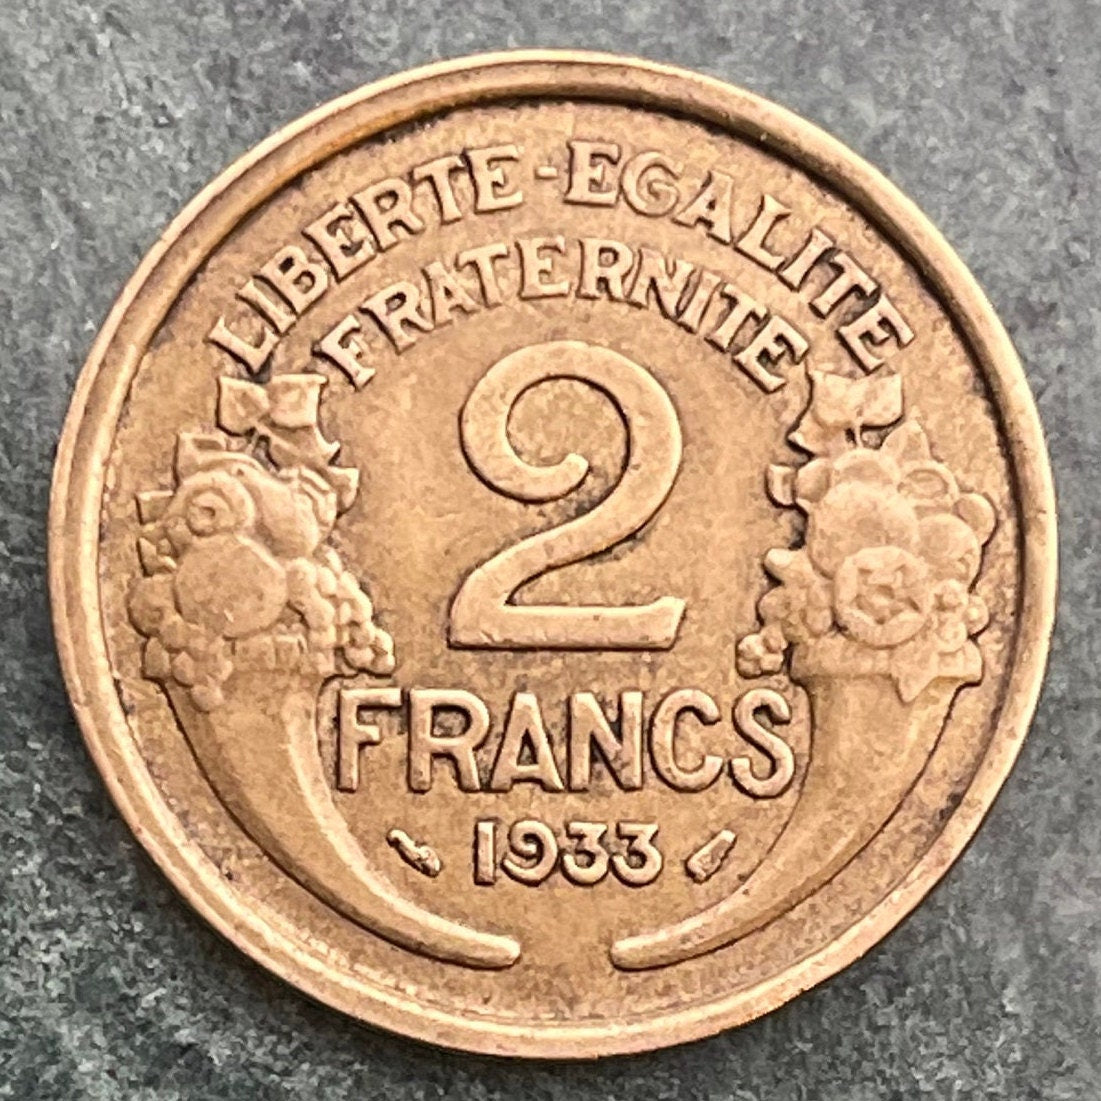 LIBERTE-EGALITE
FRATERNITE
2
FRANCS
1933